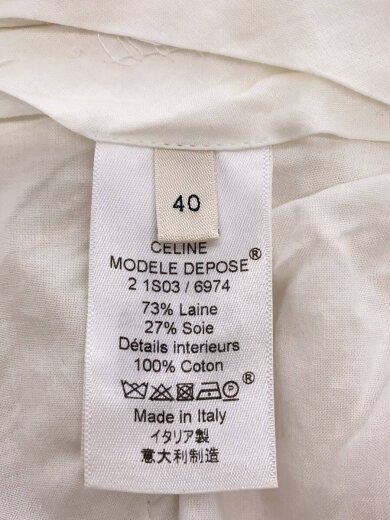 40
CELINE
MODELE DEPOSE®
2 1S03 / 6974
73% Laine
27% Soie
Détails interieurs
100% Coton
P ®
Made in Italy
イタリア製
意大利制造